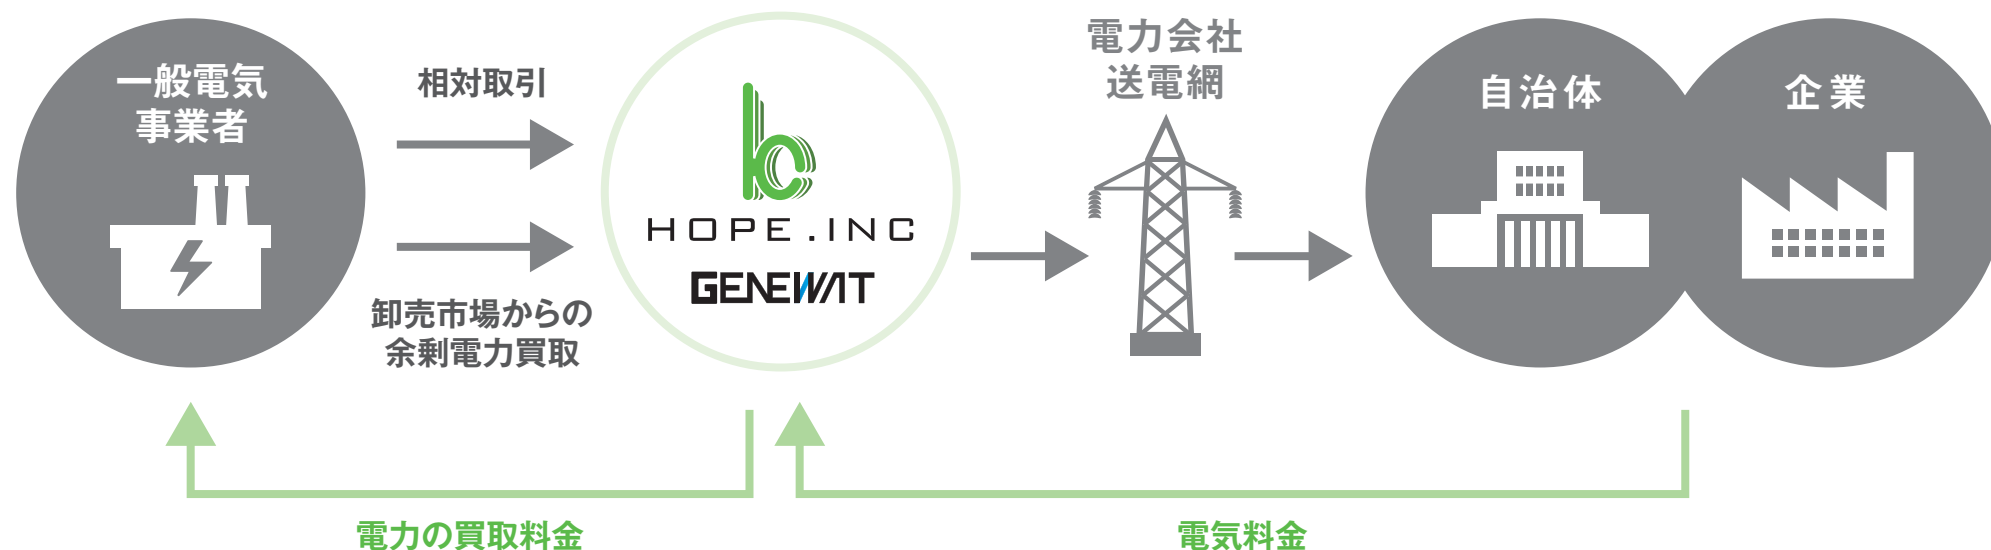 一般電気
事業者
相対取引
卸売市場からの
余剰電力買取
HOPE.INC
GENEWAT
電力会社
送電網
自治体
企業
電力の買取料金
電気料金